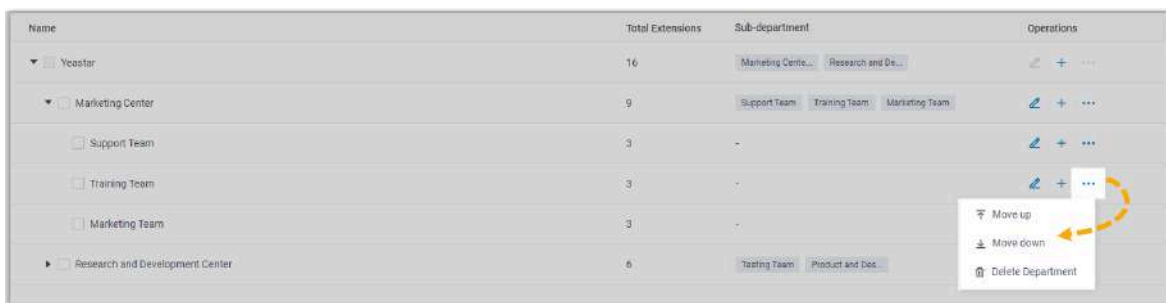 Name Total Extensions Sub-department Operations
Yeastar 16 Marketing Cente... Research and De...
Marketing Center 9 Support Team Training Team Marketing Team
Support Team 3 -
Training Team 3 -
Move up
Marketing Team 3 -
Move down
Research and Development Center 6 Testing Team Product and Des...
Delete Department